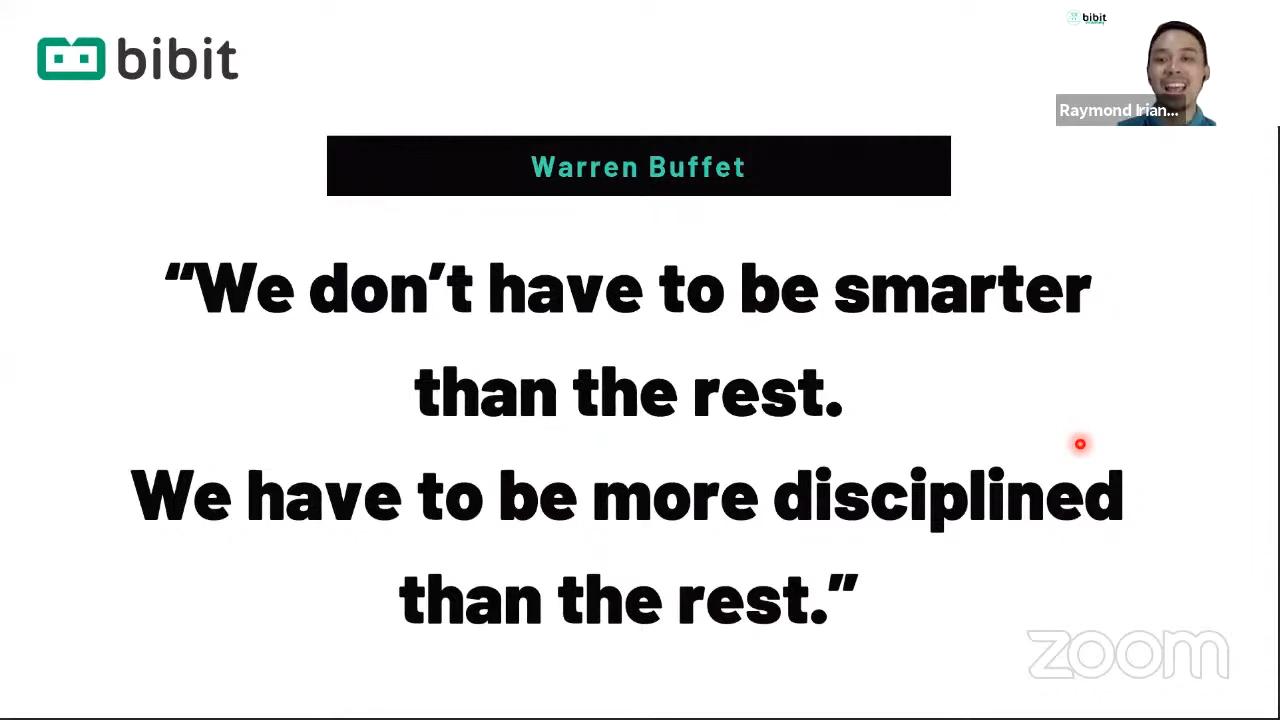 bibit
bibit
Raymond Irian...
Warren Buffet
“We don’t have to be smarter
than the rest.
We have to be more disciplined
than the rest.”
zoom